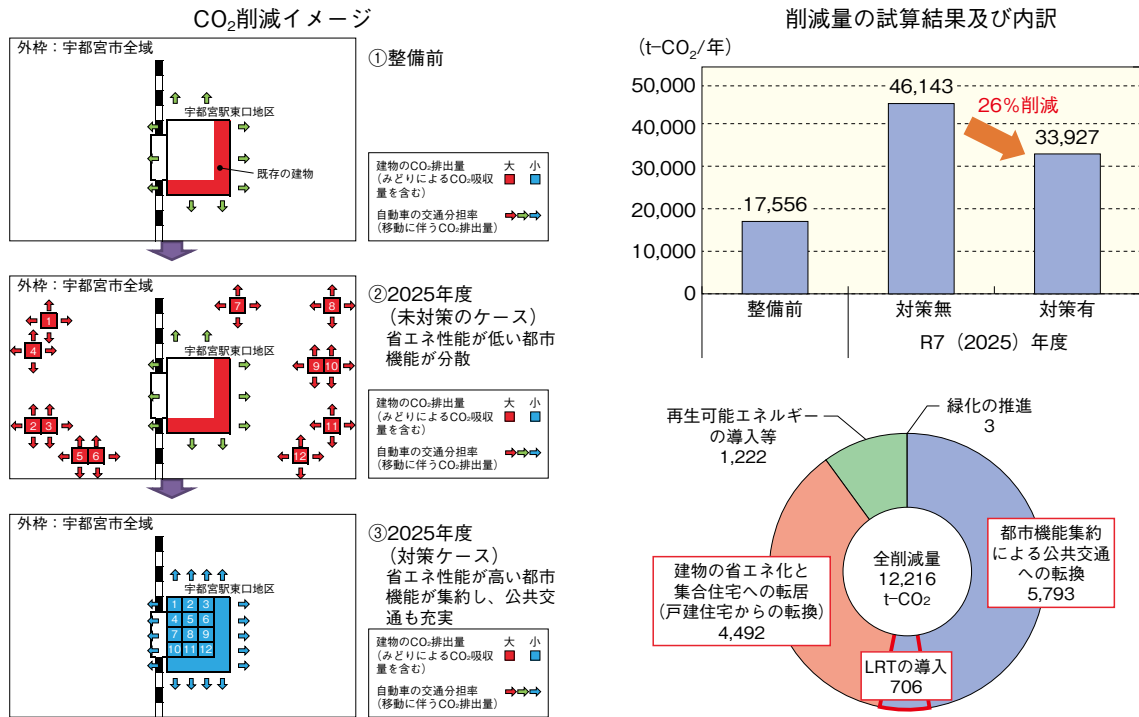 CO₂削減イメージ
外枠：宇都宮市全域
宇都宮駅東口地区
既存の建物
①整備前
建物のCO₂排出量 大 小
（みどりによるCO₂吸収
量を含む）
自動車の交通分担率
（移動に伴うCO₂排出量）
外枠：宇都宮市全域
宇都宮駅東口地区
1
4
2 3
5 6
7
8
9 10
11
12
②2025年度
（未対策のケース）
省エネ性能が低い都市
機能が分散
建物のCO₂排出量 大 小
（みどりによるCO₂吸収
量を含む）
自動車の交通分担率
（移動に伴うCO₂排出量）
外枠：宇都宮市全域
宇都宮駅東口地区
1 2 3
4 5 6
7 8 9
10 11 12
③2025年度
（対策ケース）
省エネ性能が高い都市
機能が集約し、公共交
通も充実
建物のCO₂排出量 大 小
（みどりによるCO₂吸収
量を含む）
自動車の交通分担率
（移動に伴うCO₂排出量）
削減量の試算結果及び内訳
（t-CO₂/年）
50,000
40,000
30,000
20,000
10,000
0
17,556
46,143
26%削減
33,927
整備前
対策無
対策有
R7（2025）年度
再生可能エネルギー
の導入等
1,222
緑化の推進
3
都市機能集約
による公共交通
への転換
5,793
建物の省エネ化と
集合住宅への転居
（戸建住宅からの転換）
4,492
全削減量
12,216
t-CO₂
LRTの導入
706